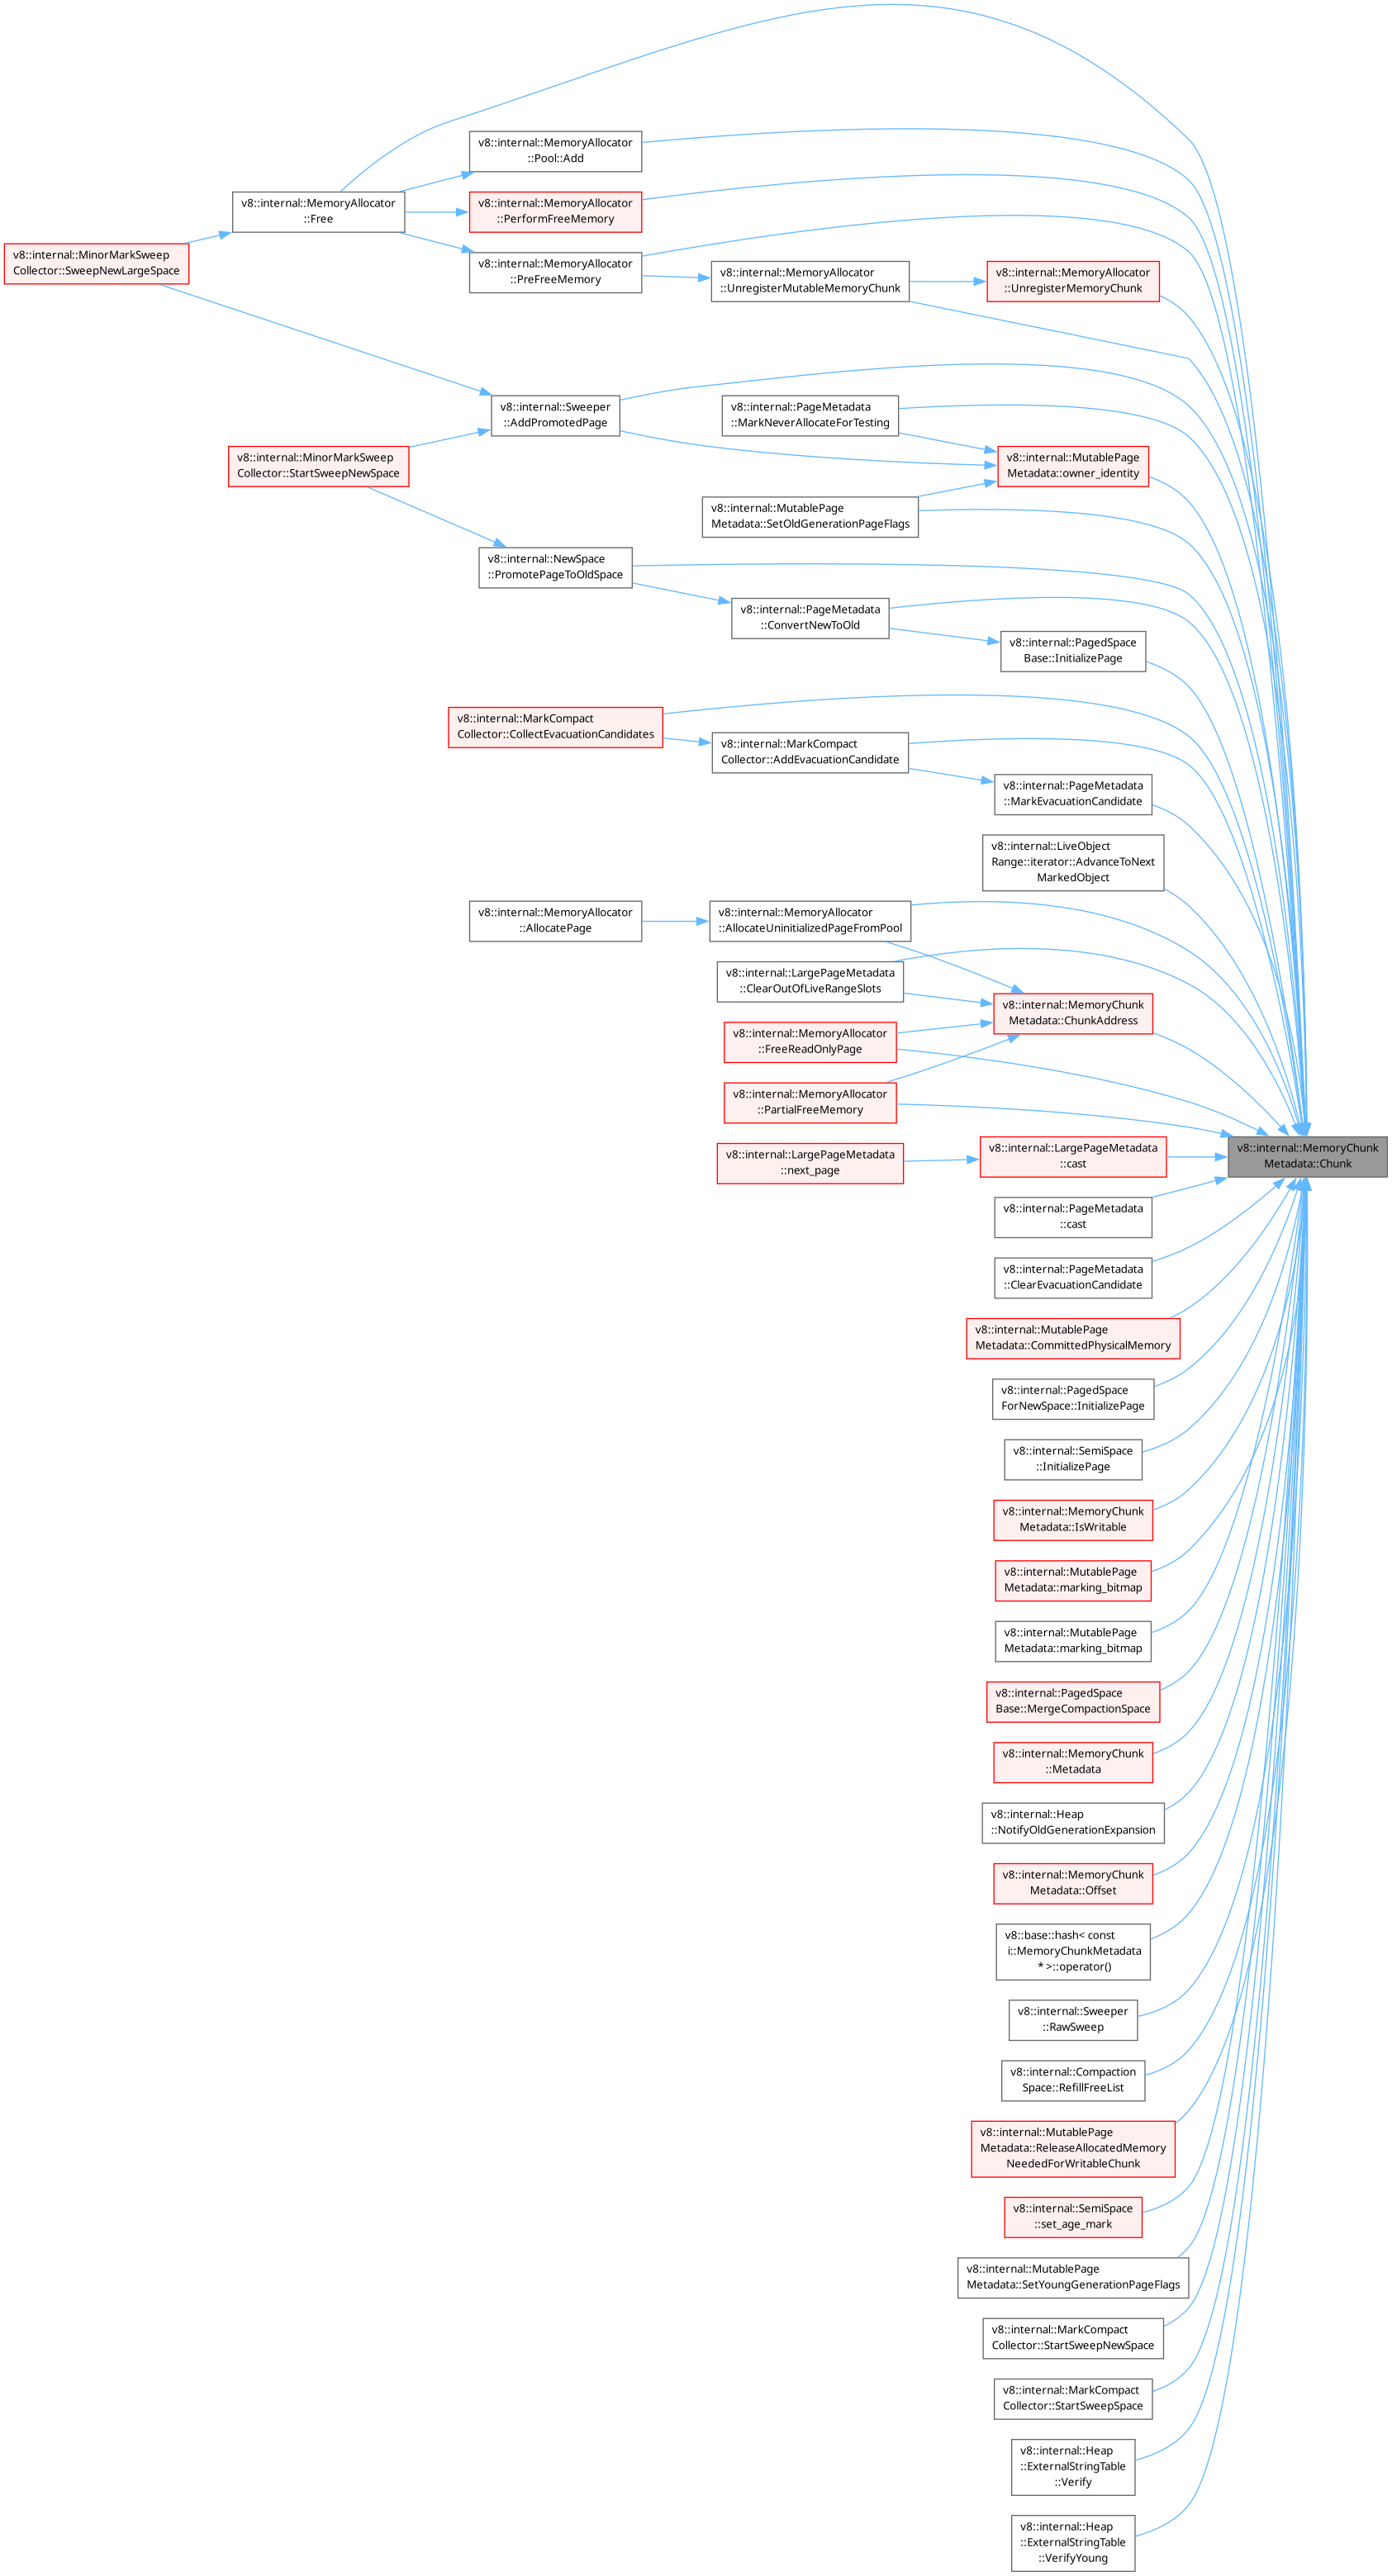 v8::internal::MemoryAllocator
::Pool::Add
v8::internal::MemoryAllocator
::Free
v8::internal::MemoryAllocator
::PerformFreeMemory
v8::internal::MinorMarkSweep
Collector::SweepNewLargeSpace
v8::internal::MemoryAllocator
::PreFreeMemory
v8::internal::MemoryAllocator
::UnregisterMutableMemoryChunk
v8::internal::MemoryAllocator
::UnregisterMemoryChunk
v8::internal::Sweeper
::AddPromotedPage
v8::internal::PageMetadata
::MarkNeverAllocateForTesting
v8::internal::MinorMarkSweep
Collector::StartSweepNewSpace
v8::internal::MutablePage
Metadata::owner_identity
v8::internal::MutablePage
Metadata::SetOldGenerationPageFlags
v8::internal::NewSpace
::PromotePageToOldSpace
v8::internal::PageMetadata
::ConvertNewToOld
v8::internal::PagedSpace
Base::InitializePage
v8::internal::MarkCompact
Collector::CollectEvacuationCandidates
v8::internal::MarkCompact
Collector::AddEvacuationCandidate
v8::internal::PageMetadata
::MarkEvacuationCandidate
v8::internal::LiveObject
Range::iterator::AdvanceToNext
MarkedObject
v8::internal::MemoryAllocator
::AllocatePage
v8::internal::MemoryAllocator
::AllocateUninitializedPageFromPool
v8::internal::LargePageMetadata
::ClearOutOfLiveRangeSlots
v8::internal::MemoryChunk
Metadata::ChunkAddress
v8::internal::MemoryAllocator
::FreeReadOnlyPage
v8::internal::MemoryAllocator
::PartialFreeMemory
v8::internal::LargePageMetadata
::next_page
v8::internal::LargePageMetadata
::cast
v8::internal::MemoryChunk
Metadata::Chunk
v8::internal::PageMetadata
::cast
v8::internal::PageMetadata
::ClearEvacuationCandidate
v8::internal::MutablePage
Metadata::CommittedPhysicalMemory
v8::internal::PagedSpace
ForNewSpace::InitializePage
v8::internal::SemiSpace
::InitializePage
v8::internal::MemoryChunk
Metadata::IsWritable
v8::internal::MutablePage
Metadata::marking_bitmap
v8::internal::MutablePage
Metadata::marking_bitmap
v8::internal::PagedSpace
Base::MergeCompactionSpace
v8::internal::MemoryChunk
::Metadata
v8::internal::Heap
::NotifyOldGenerationExpansion
v8::internal::MemoryChunk
Metadata::Offset
v8::base::hash< const
i::MemoryChunkMetadata
* >::operator()
v8::internal::Sweeper
::RawSweep
v8::internal::Compaction
Space::RefillFreeList
v8::internal::MutablePage
Metadata::ReleaseAllocatedMemory
NeededForWritableChunk
v8::internal::SemiSpace
::set_age_mark
v8::internal::MutablePage
Metadata::SetYoungGenerationPageFlags
v8::internal::MarkCompact
Collector::StartSweepNewSpace
v8::internal::MarkCompact
Collector::StartSweepSpace
v8::internal::Heap
::ExternalStringTable
::Verify
v8::internal::Heap
::ExternalStringTable
::VerifyYoung